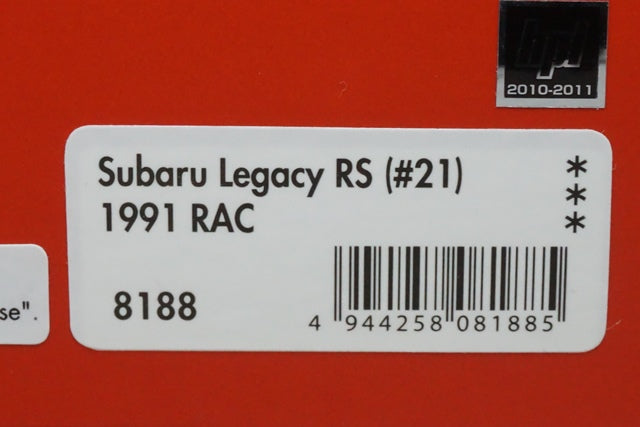 hpi
2010-2011
Subaru Legacy RS (#21)
1991 RAC
***
8188
4 944258 081885
se".